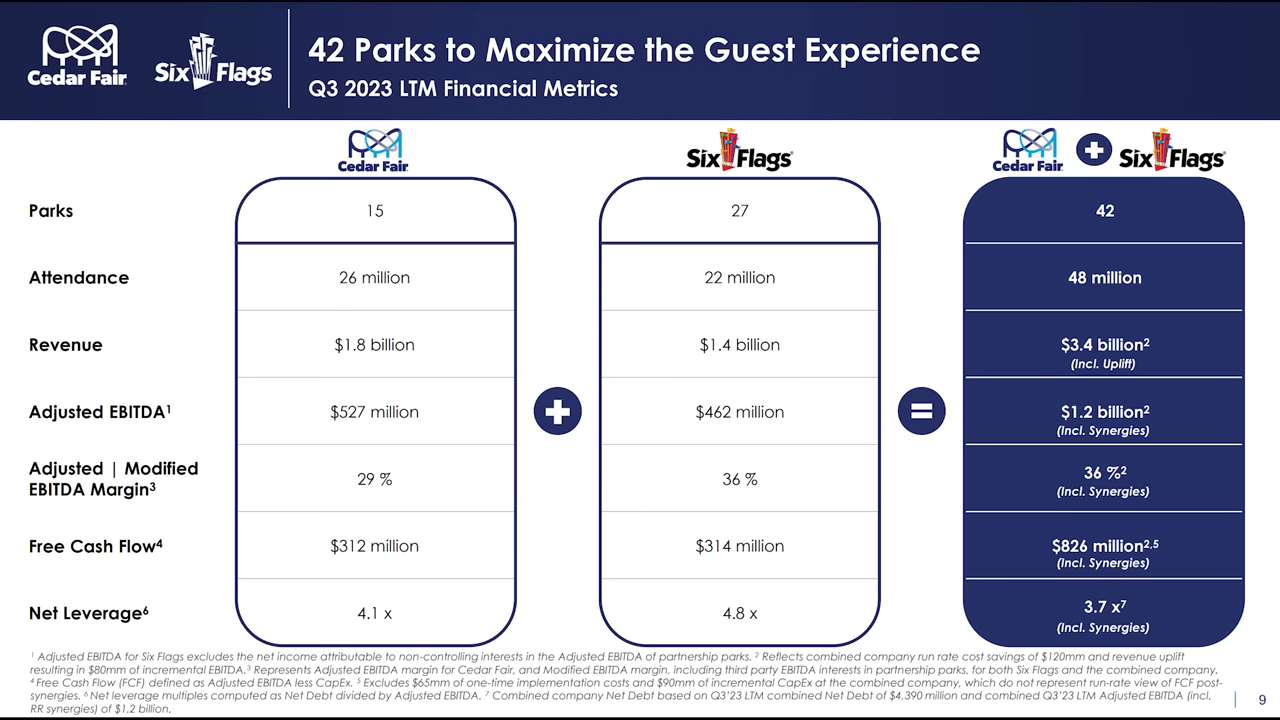 Cedar Fair
Six Flags
42 Parks to Maximize the Guest Experience
Q3 2023 LTM Financial Metrics
Cedar Fair
Six Flags
Cedar Fair
Six Flags
Parks 15 27 42
Attendance 26 million 22 million 48 million
Revenue $1.8 billion $1.4 billion $3.4 billion²
(Incl. Uplift)
Adjusted EBITDA¹ $527 million + $462 million = $1.2 billion²
(Incl. Synergies)
Adjusted | Modified
EBITDA Margin³ 29 % 36 % 36 %²
(Incl. Synergies)
Free Cash Flow⁴ $312 million $314 million $826 million²,⁵
(Incl. Synergies)
Net Leverage⁶ 4.1 x 4.8 x 3.7 x⁷
(Incl. Synergies)
¹ Adjusted EBITDA for Six Flags excludes the net income attributable to non-controlling interests in the Adjusted EBITDA of partnership parks. ² Reflects combined company run rate cost savings of $120mm and revenue uplift
resulting in $80mm of incremental EBITDA.³ Represents Adjusted EBITDA margin for Cedar Fair, and Modified EBITDA margin, including third party EBITDA interests in partnership parks, for both Six Flags and the combined company.
⁴ Free Cash Flow (FCF) defined as Adjusted EBITDA less CapEx. ⁵ Excludes $65mm of one-time implementation costs and $90mm of incremental CapEx at the combined company, which do not represent run-rate view of FCF post-
synergies. ⁶ Net leverage multiples computed as Net Debt divided by Adjusted EBITDA. ⁷ Combined company Net Debt based on Q3'23 LTM combined Net Debt of $4,390 million and combined Q3'23 LTM Adjusted EBITDA (incl.
RR synergies) of $1.2 billion.
9